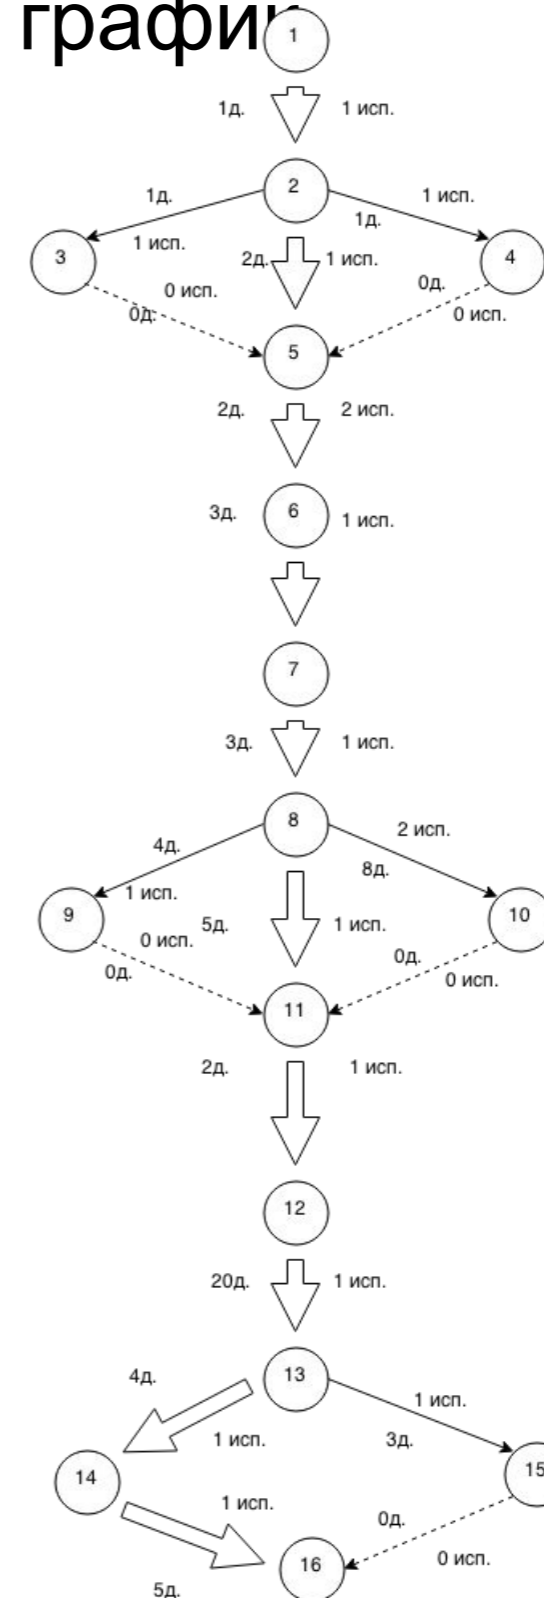 график
1
1д. 1 исп.
2
1д. 1 исп.
1д.
3 1 исп. 2д. 1 исп. 4
0 исп. 0д.
0д. 0 исп.
5
2д. 2 исп.
3д. 6 1 исп.
7
3д. 1 исп.
8
4д. 2 исп.
8д.
1 исп.
9 5д. 1 исп. 10
0 исп. 0д.
0д. 0 исп.
11
2д. 1 исп.
12
20д. 1 исп.
13
4д. 1 исп.
1 исп. 3д.
14 15
1 исп. 0д.
16 0 исп.
5д.